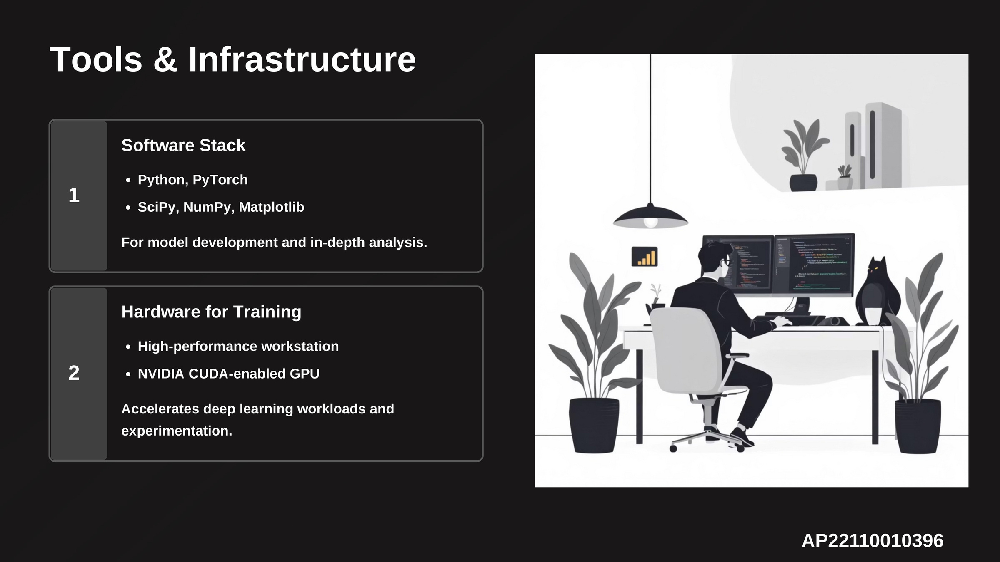 Tools & Infrastructure
1
Software Stack
• Python, PyTorch
• SciPy, NumPy, Matplotlib
For model development and in-depth analysis.
2
Hardware for Training
• High-performance workstation
• NVIDIA CUDA-enabled GPU
Accelerates deep learning workloads and
experimentation.
AP22110010396